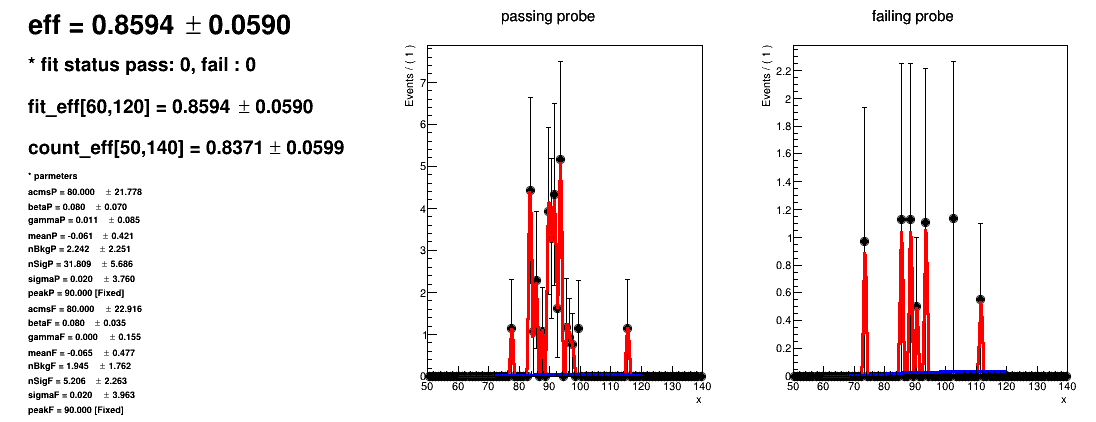 eff = 0.8594 ± 0.0590
* fit status pass: 0, fail : 0
fit_eff[60,120] = 0.8594 ± 0.0590
count_eff[50,140] = 0.8371 ± 0.0599
* parmeters
acmsP = 80.000 ± 21.778
betaP = 0.080 ± 0.070
gammaP = 0.011 ± 0.085
meanP = -0.061 ± 0.421
nBkgP = 2.242 ± 2.251
nSigP = 31.809 ± 5.686
sigmaP = 0.020 ± 3.760
peakP = 90.000 [Fixed]
acmsF = 80.000 ± 22.916
betaF = 0.080 ± 0.035
gammaF = 0.000 ± 0.155
meanF = -0.065 ± 0.477
nBkgF = 1.945 ± 1.762
nSigF = 5.206 ± 2.263
sigmaF = 0.020 ± 3.963
peakF = 90.000 [Fixed]
passing probe
Events / ( 1 )
7
6
5
4
3
2
1
0
50 60 70 80 90 100 110 120 130 140
x
failing probe
Events / ( 1 )
2.2
2
1.8
1.6
1.4
1.2
1
0.8
0.6
0.4
0.2
0
50 60 70 80 90 100 110 120 130 140
x